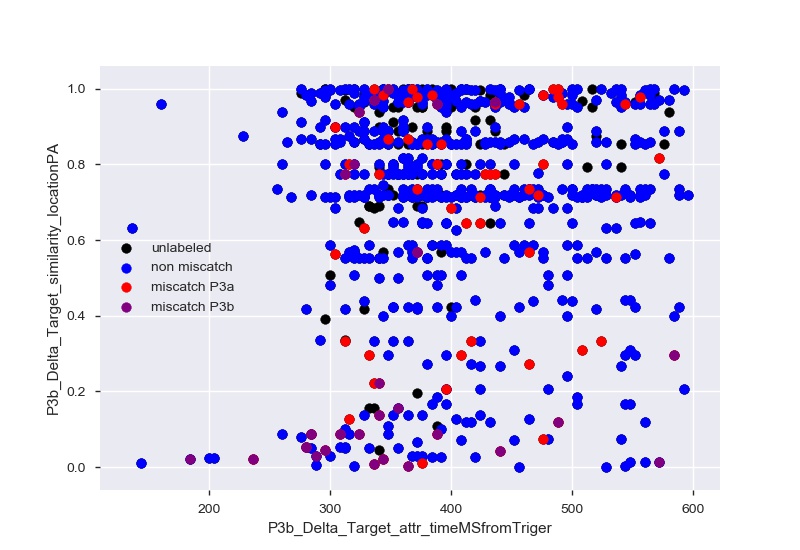 1.0
0.8
0.6
0.4
0.2
0.0
P3b_Delta_Target_similarity_locationPA
unlabeled
non miscatch
miscatch P3a
miscatch P3b
200
300
400
500
600
P3b_Delta_Target_attr_timeMSfromTriger